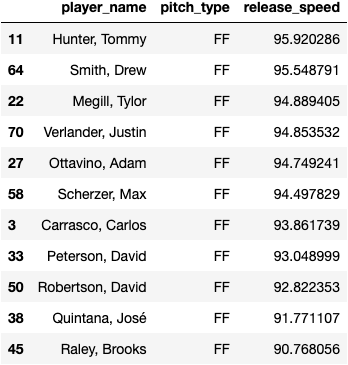 player_name pitch_type release_speed
11 Hunter, Tommy FF 95.920286
64 Smith, Drew FF 95.548791
22 Megill, Tylor FF 94.889405
70 Verlander, Justin FF 94.853532
27 Ottavino, Adam FF 94.749241
58 Scherzer, Max FF 94.497829
3 Carrasco, Carlos FF 93.861739
33 Peterson, David FF 93.048999
50 Robertson, David FF 92.822353
38 Quintana, José FF 91.771107
45 Raley, Brooks FF 90.768056